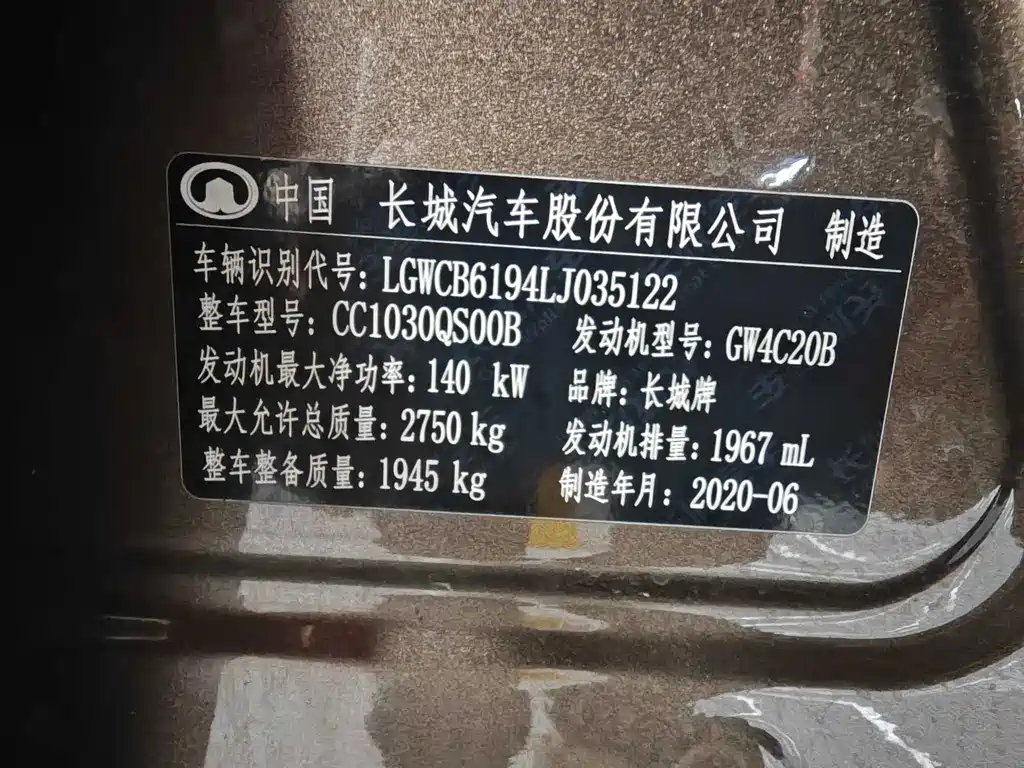 中国 长城汽车股份有限公司 制造
车辆识别代号：LGWCB6194LJ035122
整车型号：CC1030QS00B 发动机型号：GW4C20B
发动机最大净功率：140 kW 品牌：长城牌
最大允许总质量：2750 kg 发动机排量：1967 mL
整车整备质量：1945 kg 制造年月：2020-06